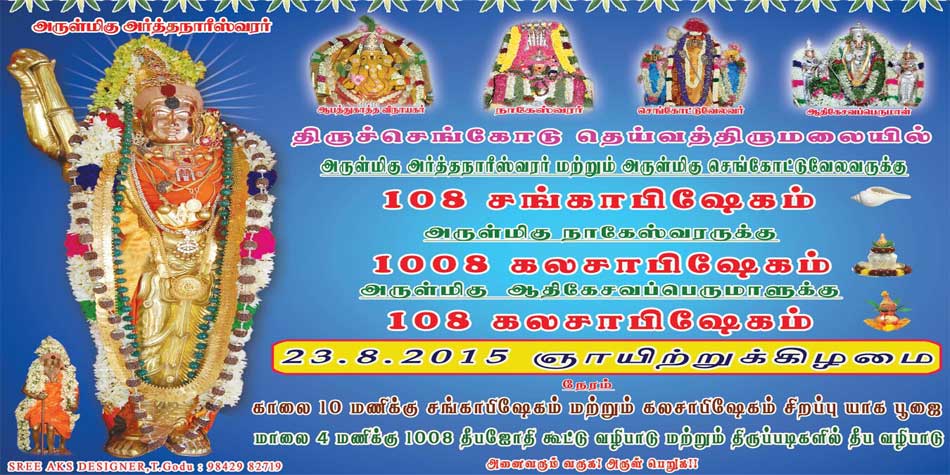 அருள்மிகு அர்த்தநாரீஸ்வரர்
ஆபத்துகாத்த விநாயகர்
நாகேஸ்வரர்
செங்கோட்டுவேலவர்
ஆதிகேசவபெருமாள்
திருச்செங்கோடு தெய்வத்திருமலையில்
அருள்மிகு அர்த்தநாரீஸ்வரர் மற்றும் அருள்மிகு செங்கோட்டுவேலவருக்கு
108 சங்காபிஷேகம்
அருள்மிகு நாகேஸ்வரருக்கு
1008 கலசாபிஷேகம்
அருள்மிகு ஆதிகேசவப்பெருமாளுக்கு
108 கலசாபிஷேகம்
23.8.2015 ஞாயிற்றுக்கிழமை
நேரம்
காலை 10 மணிக்கு சங்காபிஷேகம் மற்றும் கலசாபிஷேகம் சிறப்பு யாக பூஜை
மாலை 4 மணிக்கு 1008 தீபஜோதி கூட்டு வழிபாடு மற்றும் திருப்படிகளில் தீப வழிபாடு
அனைவரும் வருக! அருள் பெறுக!!
SREE AKS DESIGNER,T.Godu : 98429 82719